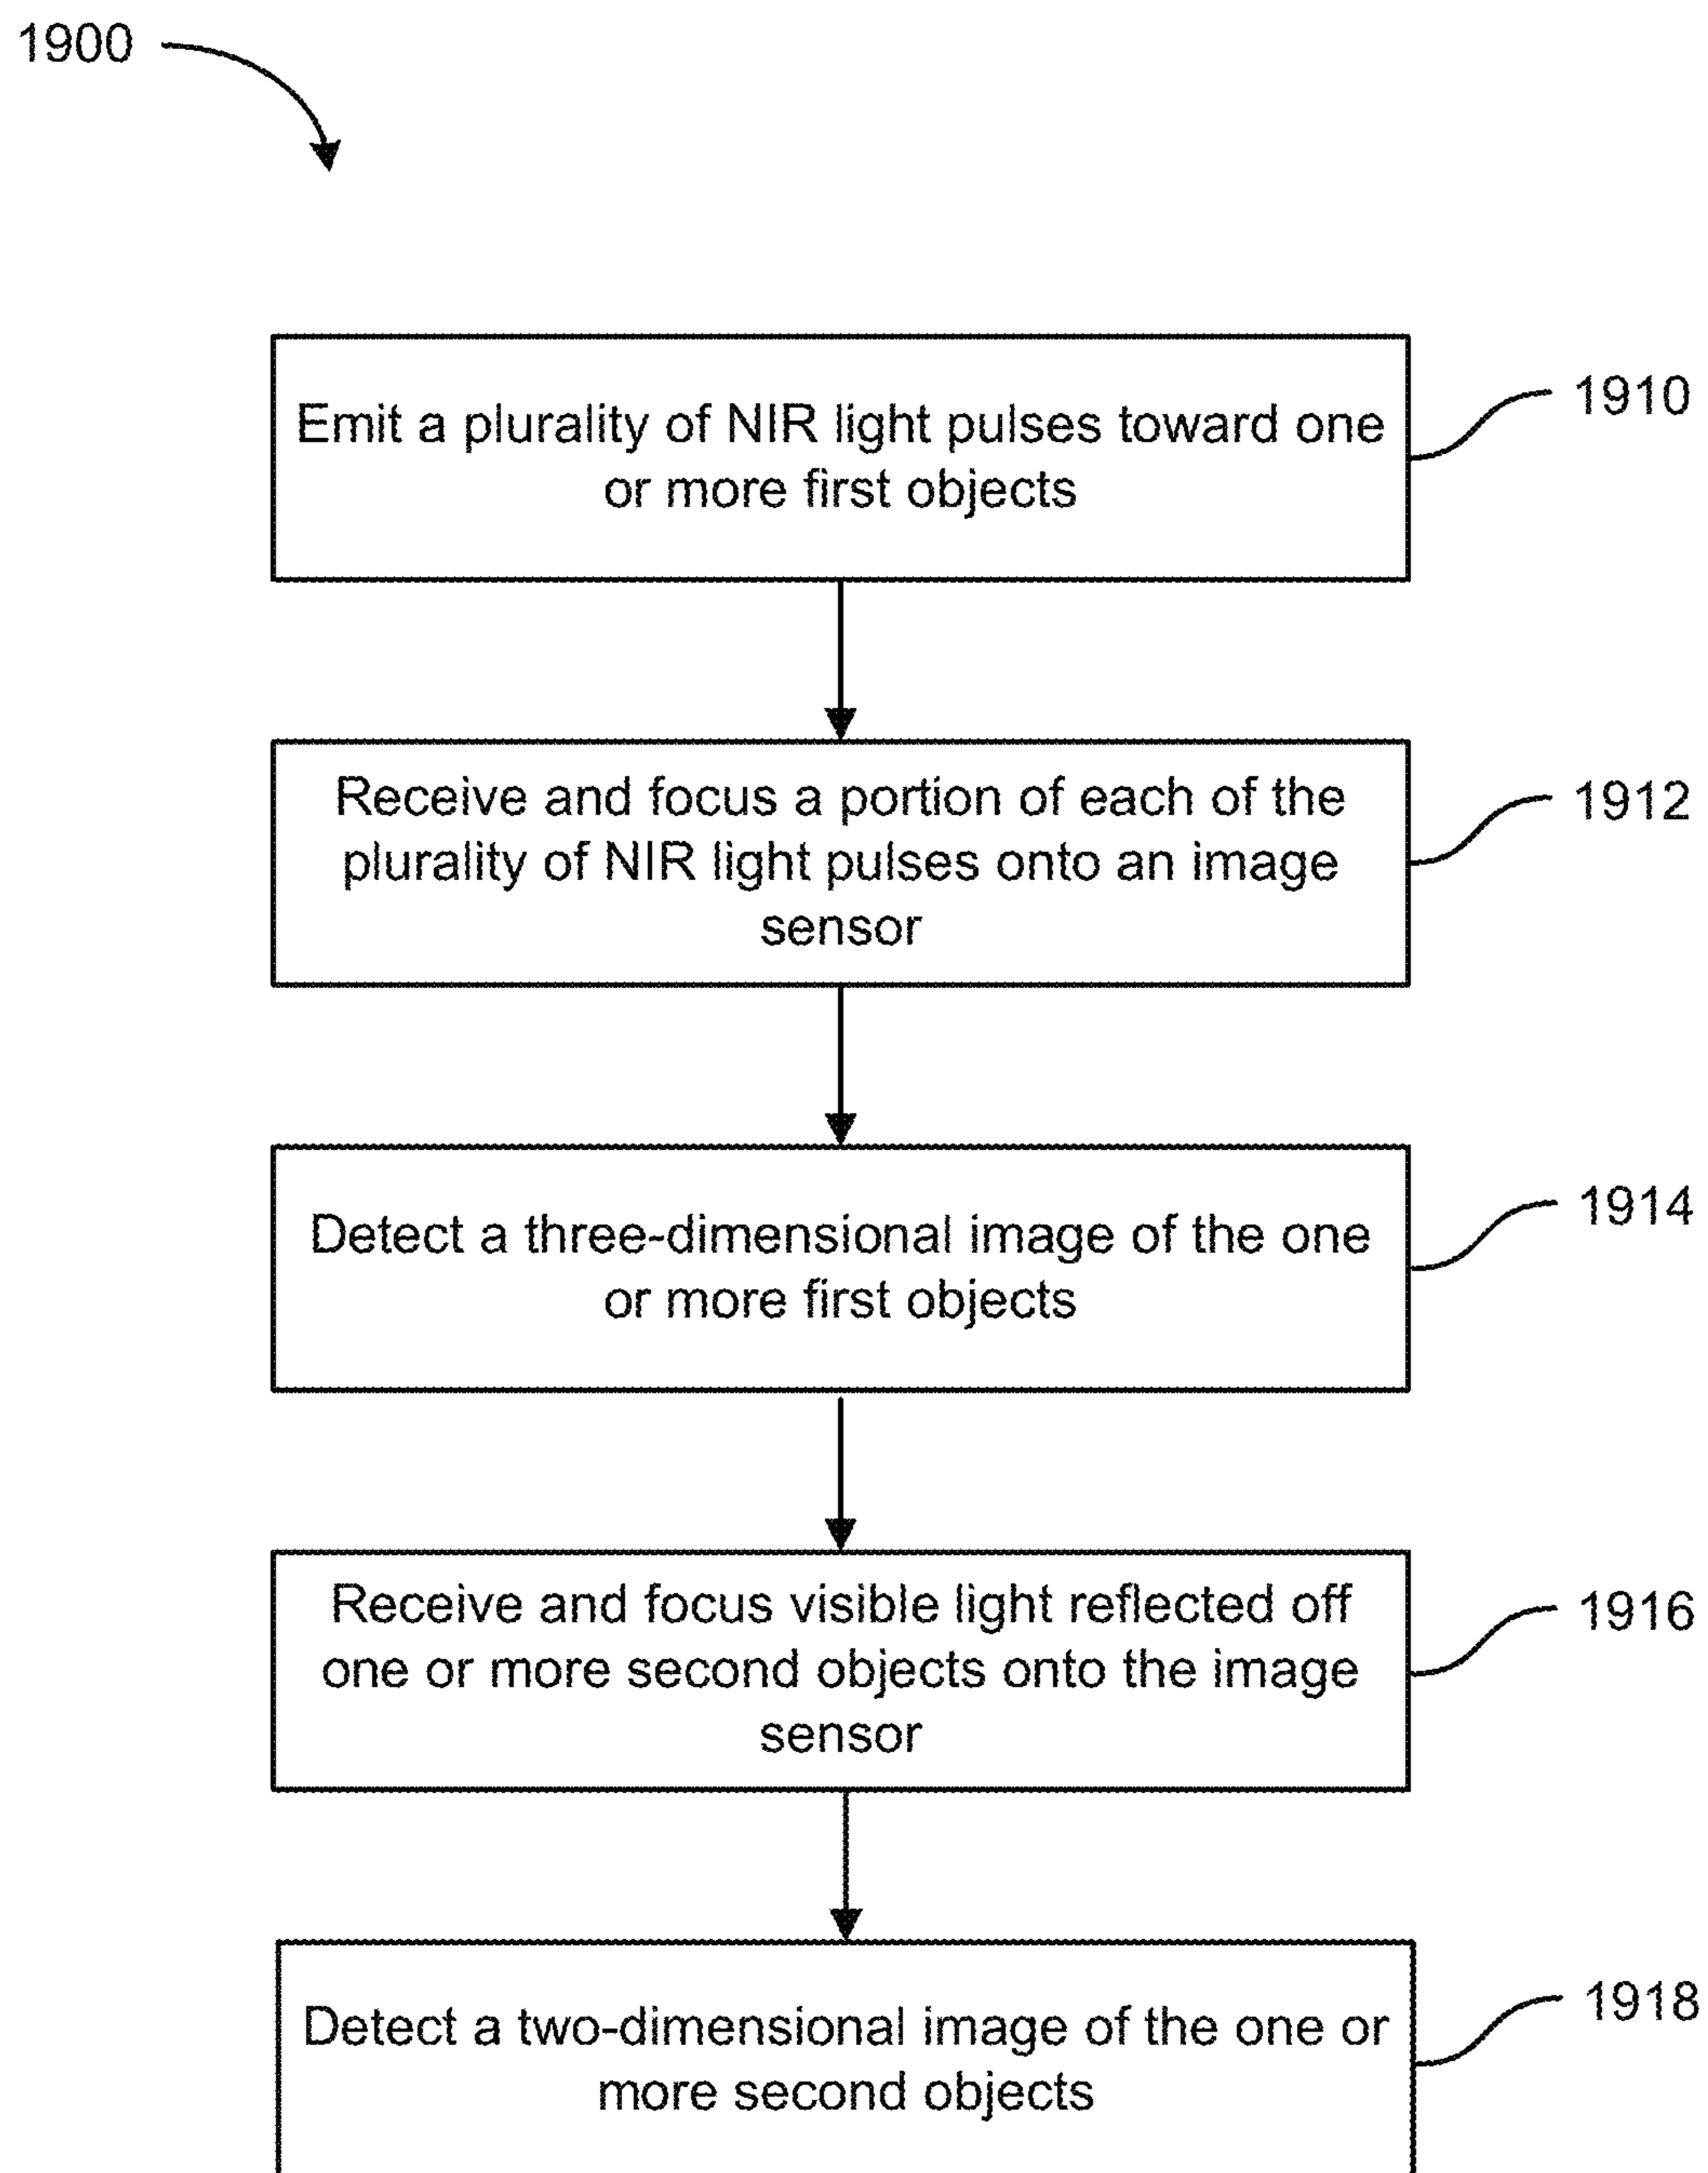 1900
Emit a plurality of NIR light pulses toward one
or more first objects
1910
Receive and focus a portion of each of the
plurality of NIR light pulses onto an image
sensor
1912
Detect a three-dimensional image of the one
or more first objects
1914
Receive and focus visible light reflected off
one or more second objects onto the image
sensor
1916
Detect a two-dimensional image of the one or
more second objects
1918